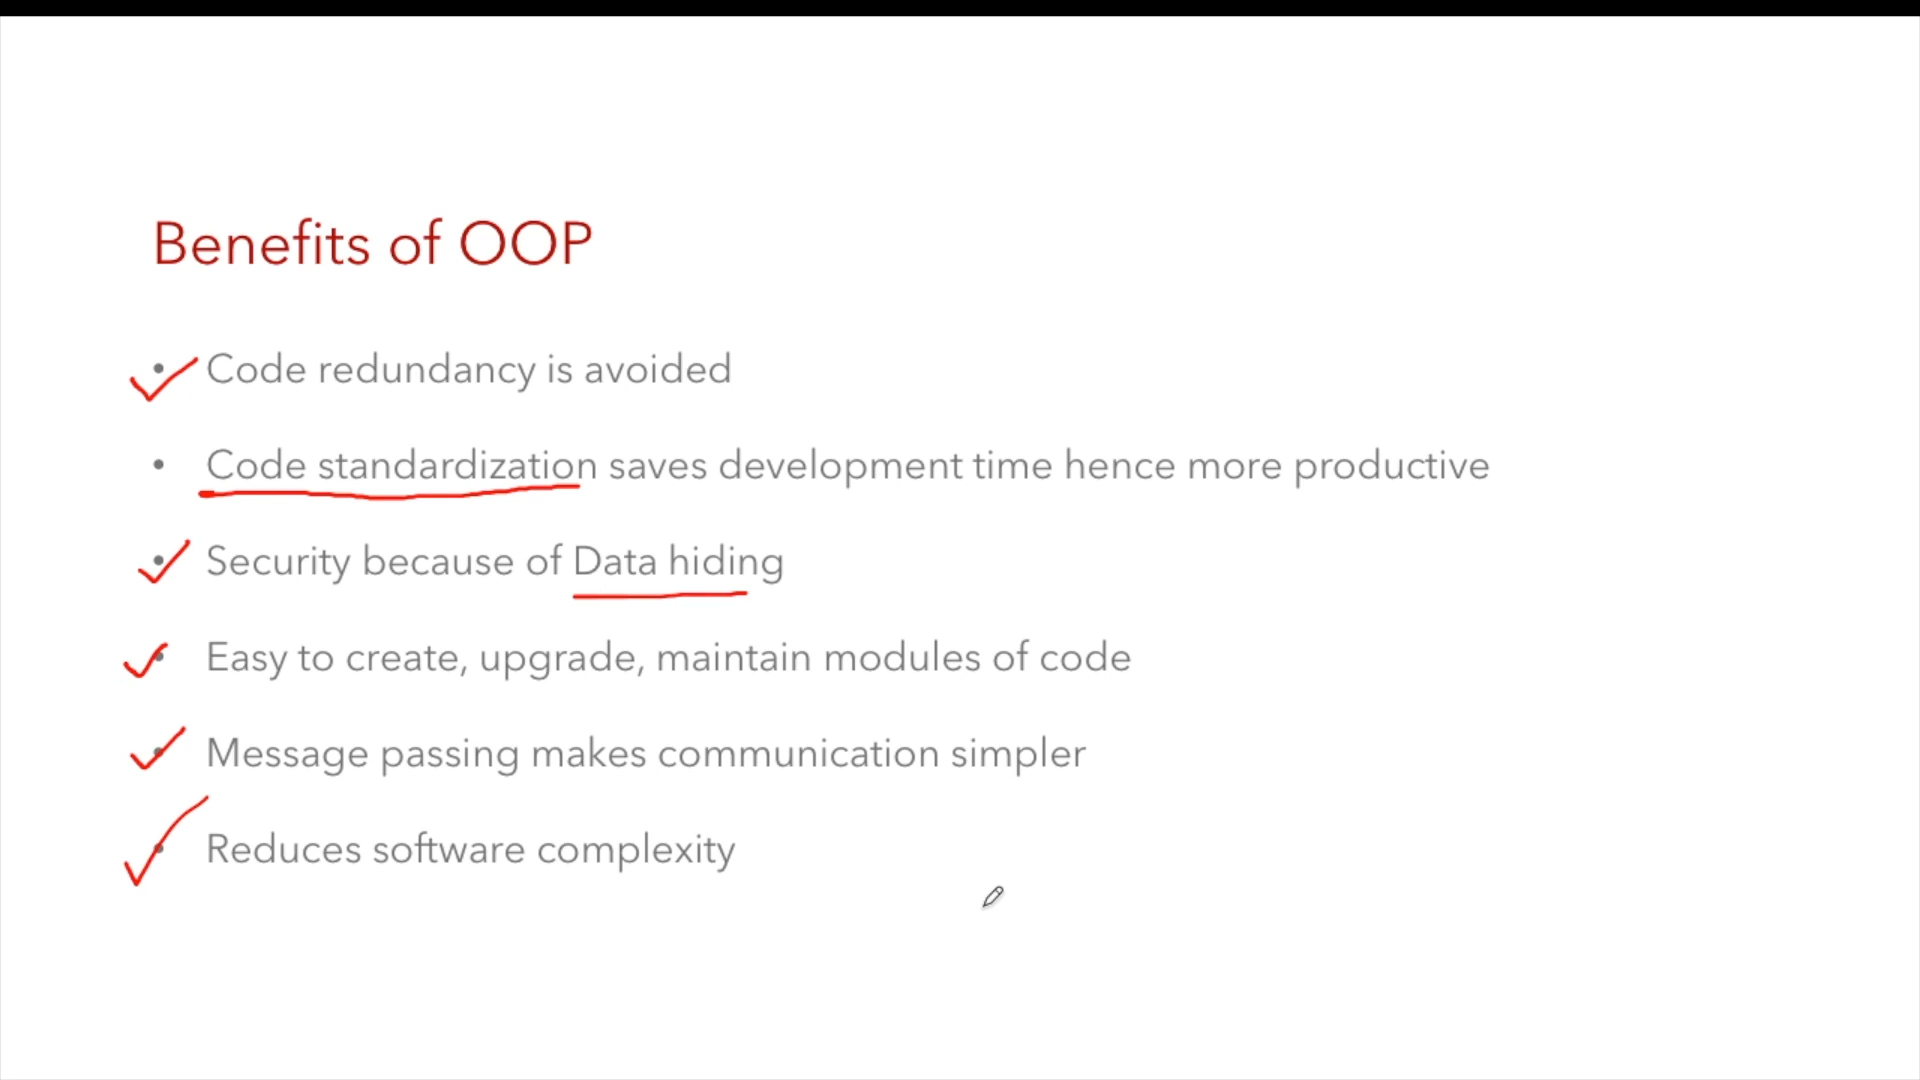 Benefits of OOP
• Code redundancy is avoided
• Code standardization saves development time hence more productive
• Security because of Data hiding
• Easy to create, upgrade, maintain modules of code
• Message passing makes communication simpler
• Reduces software complexity